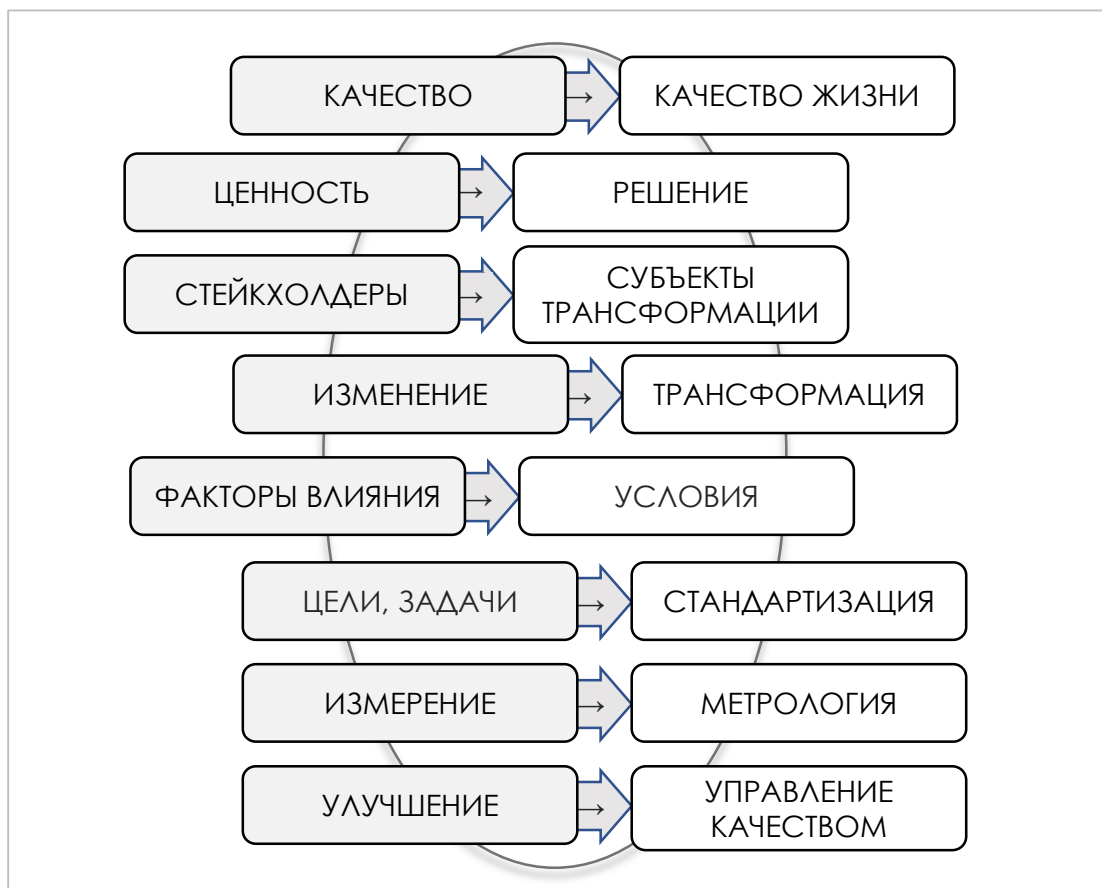 КАЧЕСТВО → КАЧЕСТВО ЖИЗНИ
ЦЕННОСТЬ → РЕШЕНИЕ
СТЕЙКХОЛДЕРЫ → СУБЪЕКТЫ
ТРАНСФОРМАЦИИ
ИЗМЕНЕНИЕ → ТРАНСФОРМАЦИЯ
ФАКТОРЫ ВЛИЯНИЯ → УСЛОВИЯ
ЦЕЛИ, ЗАДАЧИ → СТАНДАРТИЗАЦИЯ
ИЗМЕРЕНИЕ → МЕТРОЛОГИЯ
УЛУЧШЕНИЕ → УПРАВЛЕНИЕ
КАЧЕСТВОМ